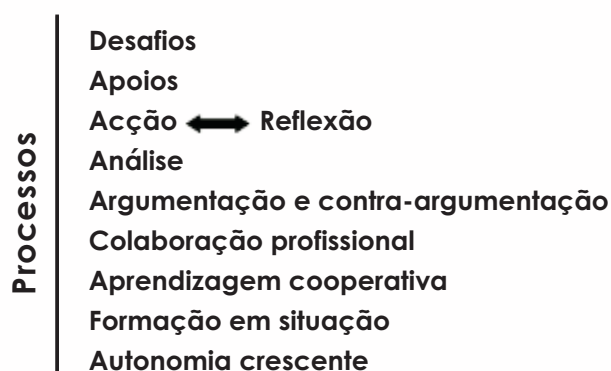 Processos
Desafios
Apoios
Acção ⟷ Reflexão
Análise
Argumentação e contra-argumentação
Colaboração profissional
Aprendizagem cooperativa
Formação em situação
Autonomia crescente